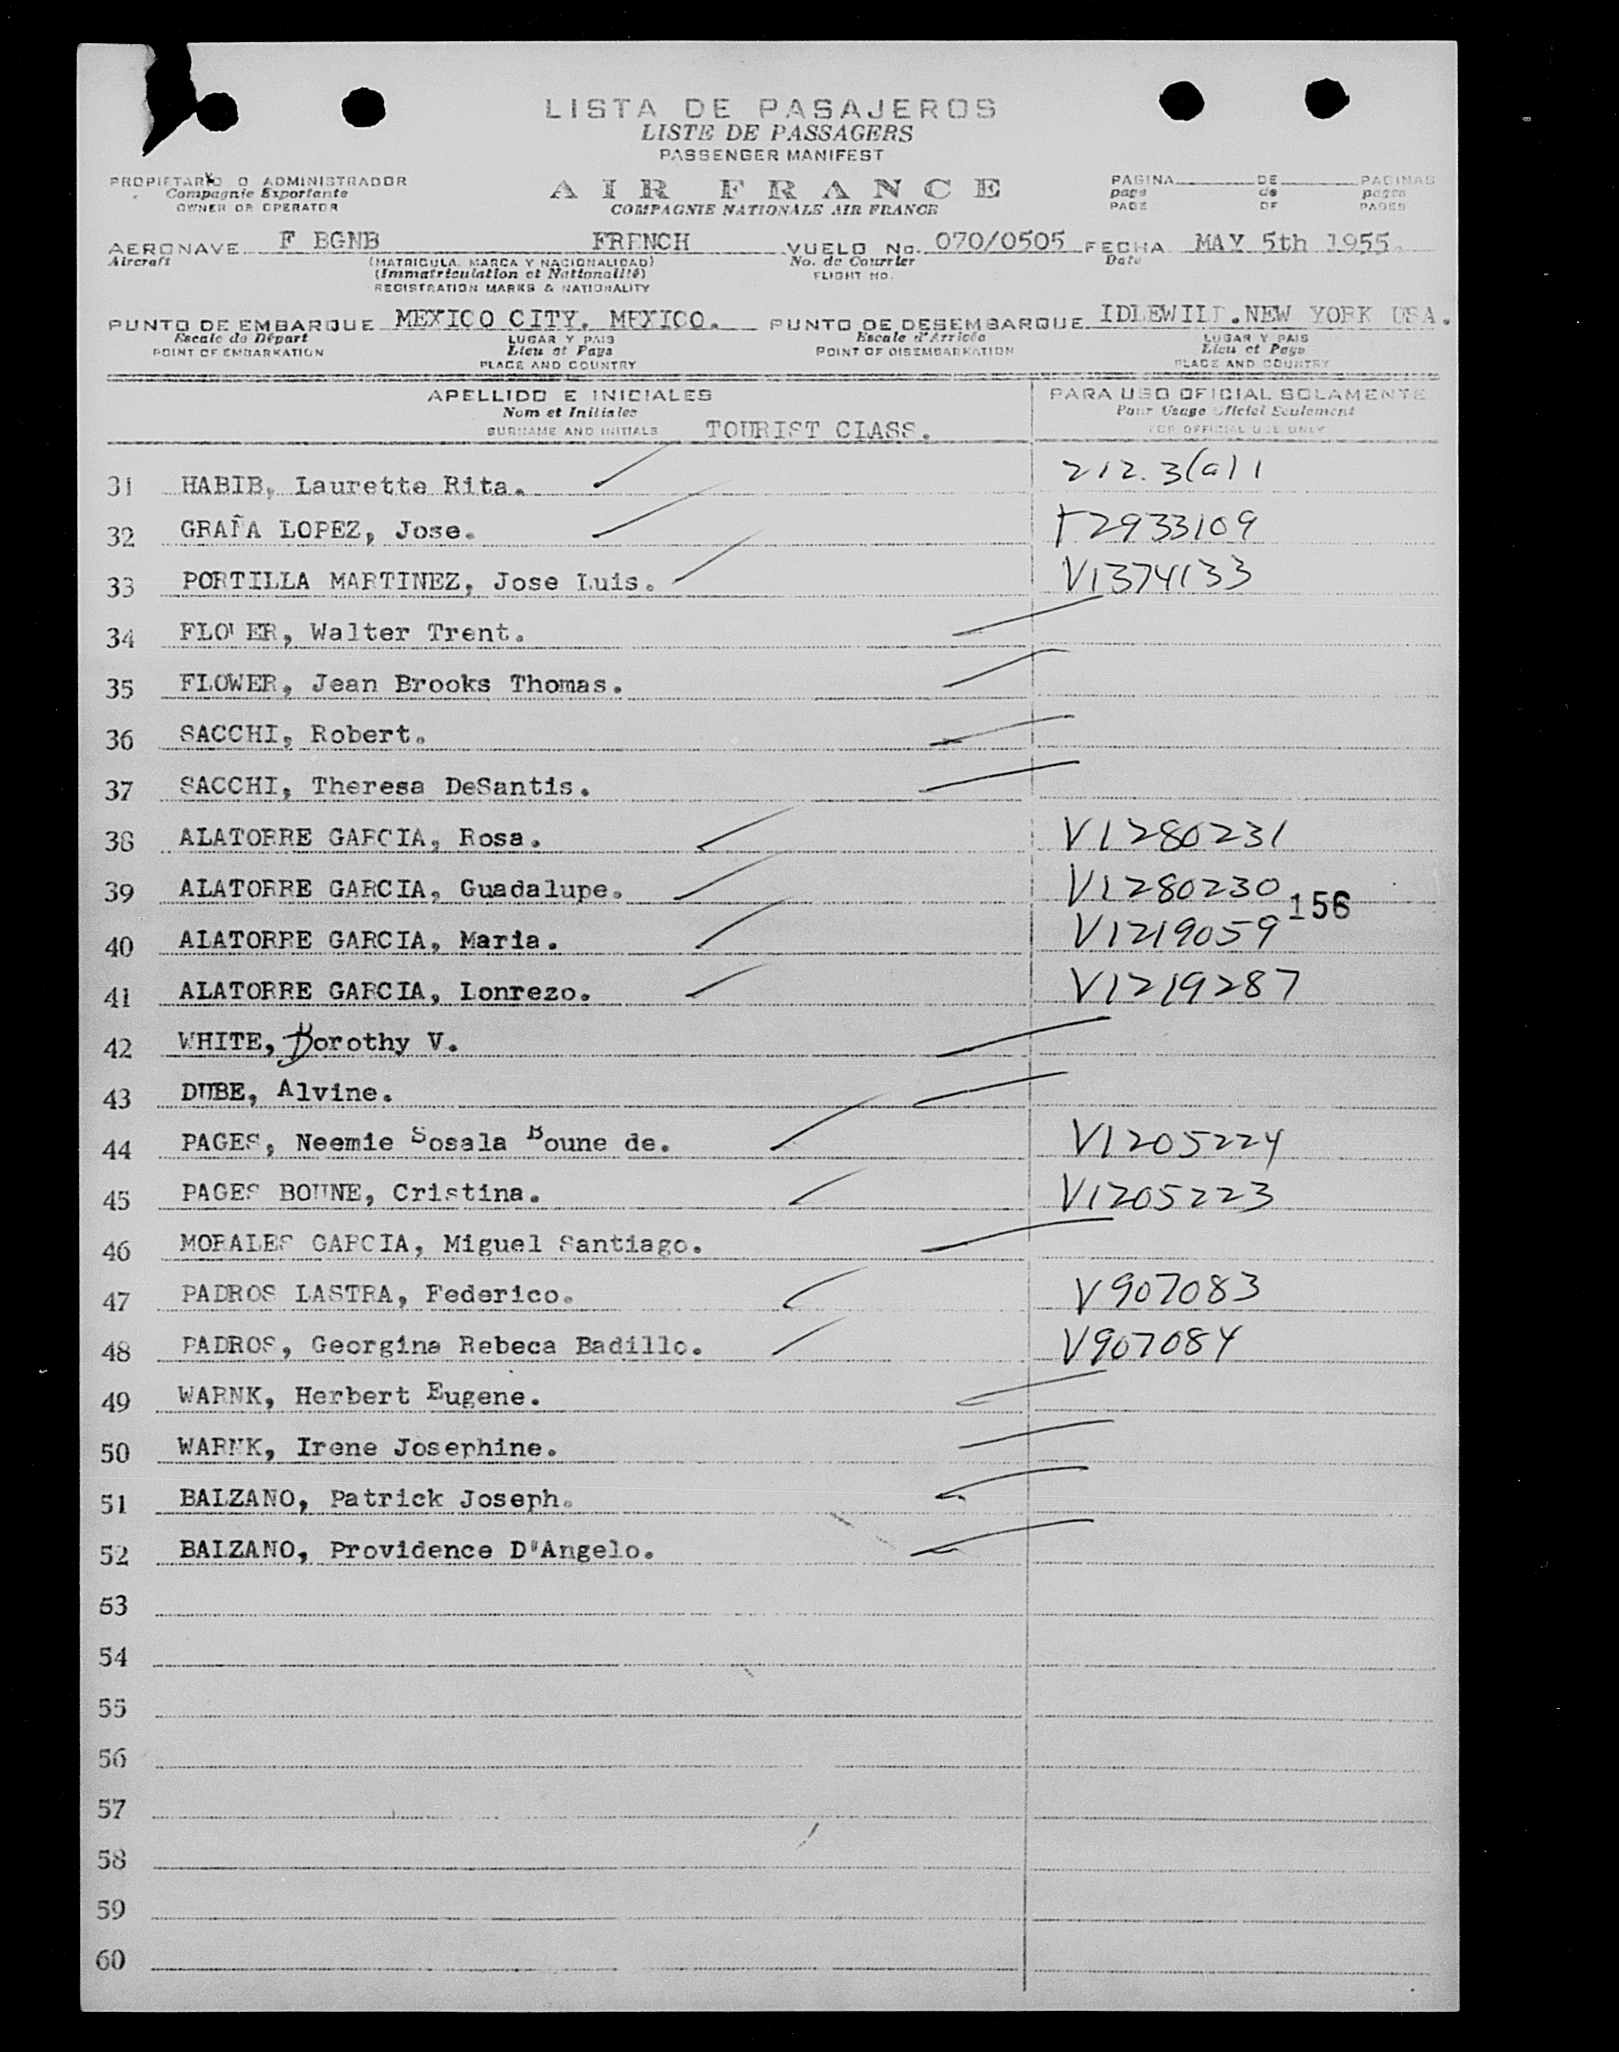 LISTA DE PASAJEROS
LISTE DE PASSAGERS
PASSENGER MANIFEST
PROPIETARIO O ADMINISTRADOR
Compagnie Exportante
OWNER OR OPERATOR
AIR FRANCE
COMPAGNIE NATIONALE AIR FRANCE
PAGINA DE PAGINAS
page de pages
PAGE OF PAGES
AERONAVE F BGNB FRENCH VUELO No. 070/0505 FECHA MAY 5th 1955.
Aircraft (MATRICULA, MARCA Y NACIONALIDAD) No. de Courrier Date
(Immatriculation et Nationalité) FLIGHT NO.
REGISTRATION MARKS & NATIONALITY
PUNTO DE EMBARQUE MEXICO CITY. MEXICO. PUNTO DE DESEMBARQUE IDLEWILD.NEW YORK USA.
Escale de Départ LUGAR Y PAIS Escale d'Arrivée LUGAR Y PAIS
POINT OF EMBARKATION Lieu et Pays POINT OF DISEMBARKATION Lieu et Pays
PLACE AND COUNTRY PLACE AND COUNTRY
APELLIDO E INICIALES PARA USO OFICIAL SOLAMENTE
Nom et Initiales Pour Usage Officiel Seulement
SURNAME AND INITIALS TOURIST CLASS. FOR OFFICIAL USE ONLY
31 HABIB, Laurette Rita. 212.3(a)1
32 GRAÑA LOPEZ, Jose. T2933109
33 PORTILLA MARTINEZ, Jose Luis. V1374133
34 FLOWER, Walter Trent.
35 FLOWER, Jean Brooks Thomas.
36 SACCHI, Robert.
37 SACCHI, Theresa DeSantis.
38 ALATORRE GARCIA, Rosa. V1280231
39 ALATORRE GARCIA, Guadalupe. V1280230
156
40 ALATORRE GARCIA, Maria. V1219059
41 ALATORRE GARCIA, Lonrezo. V1219287
42 WHITE, Dorothy V.
43 DUBE, Alvine.
44 PAGES, Neemie Sosala Boune de. V1205224
45 PAGES BOUNE, Cristina. V1205223
46 MORALES GARCIA, Miguel Santiago.
47 PADROS LASTRA, Federico. V907083
48 PADROS, Georgina Rebeca Badillo. V907084
49 WARNK, Herbert Eugene.
50 WARNK, Irene Josephine.
51 BALZANO, Patrick Joseph.
52 BALZANO, Providence D'Angelo.
53
54
55
56
57
58
59
60